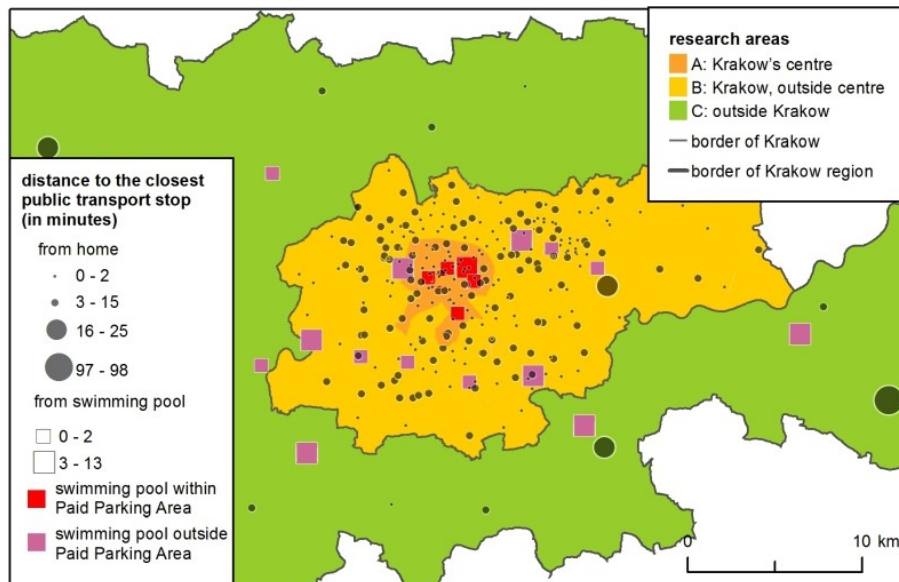 research areas
A: Krakow's centre
B: Krakow, outside centre
C: outside Krakow
border of Krakow
border of Krakow region
distance to the closest
public transport stop
(in minutes)
from home
0 - 2
3 - 15
16 - 25
97 - 98
from swimming pool
0 - 2
3 - 13
swimming pool within
Paid Parking Area
swimming pool outside
Paid Parking Area
0 10 km